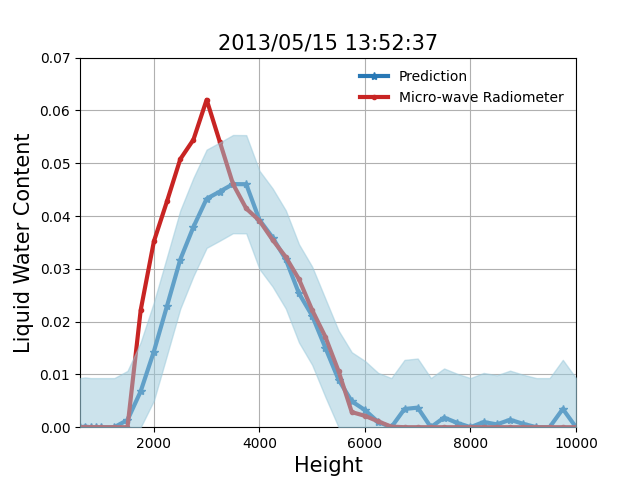 2013/05/15 13:52:37
Prediction
Micro-wave Radiometer
Liquid Water Content
0.07
0.06
0.05
0.04
0.03
0.02
0.01
0.00
2000 4000 6000 8000 10000
Height